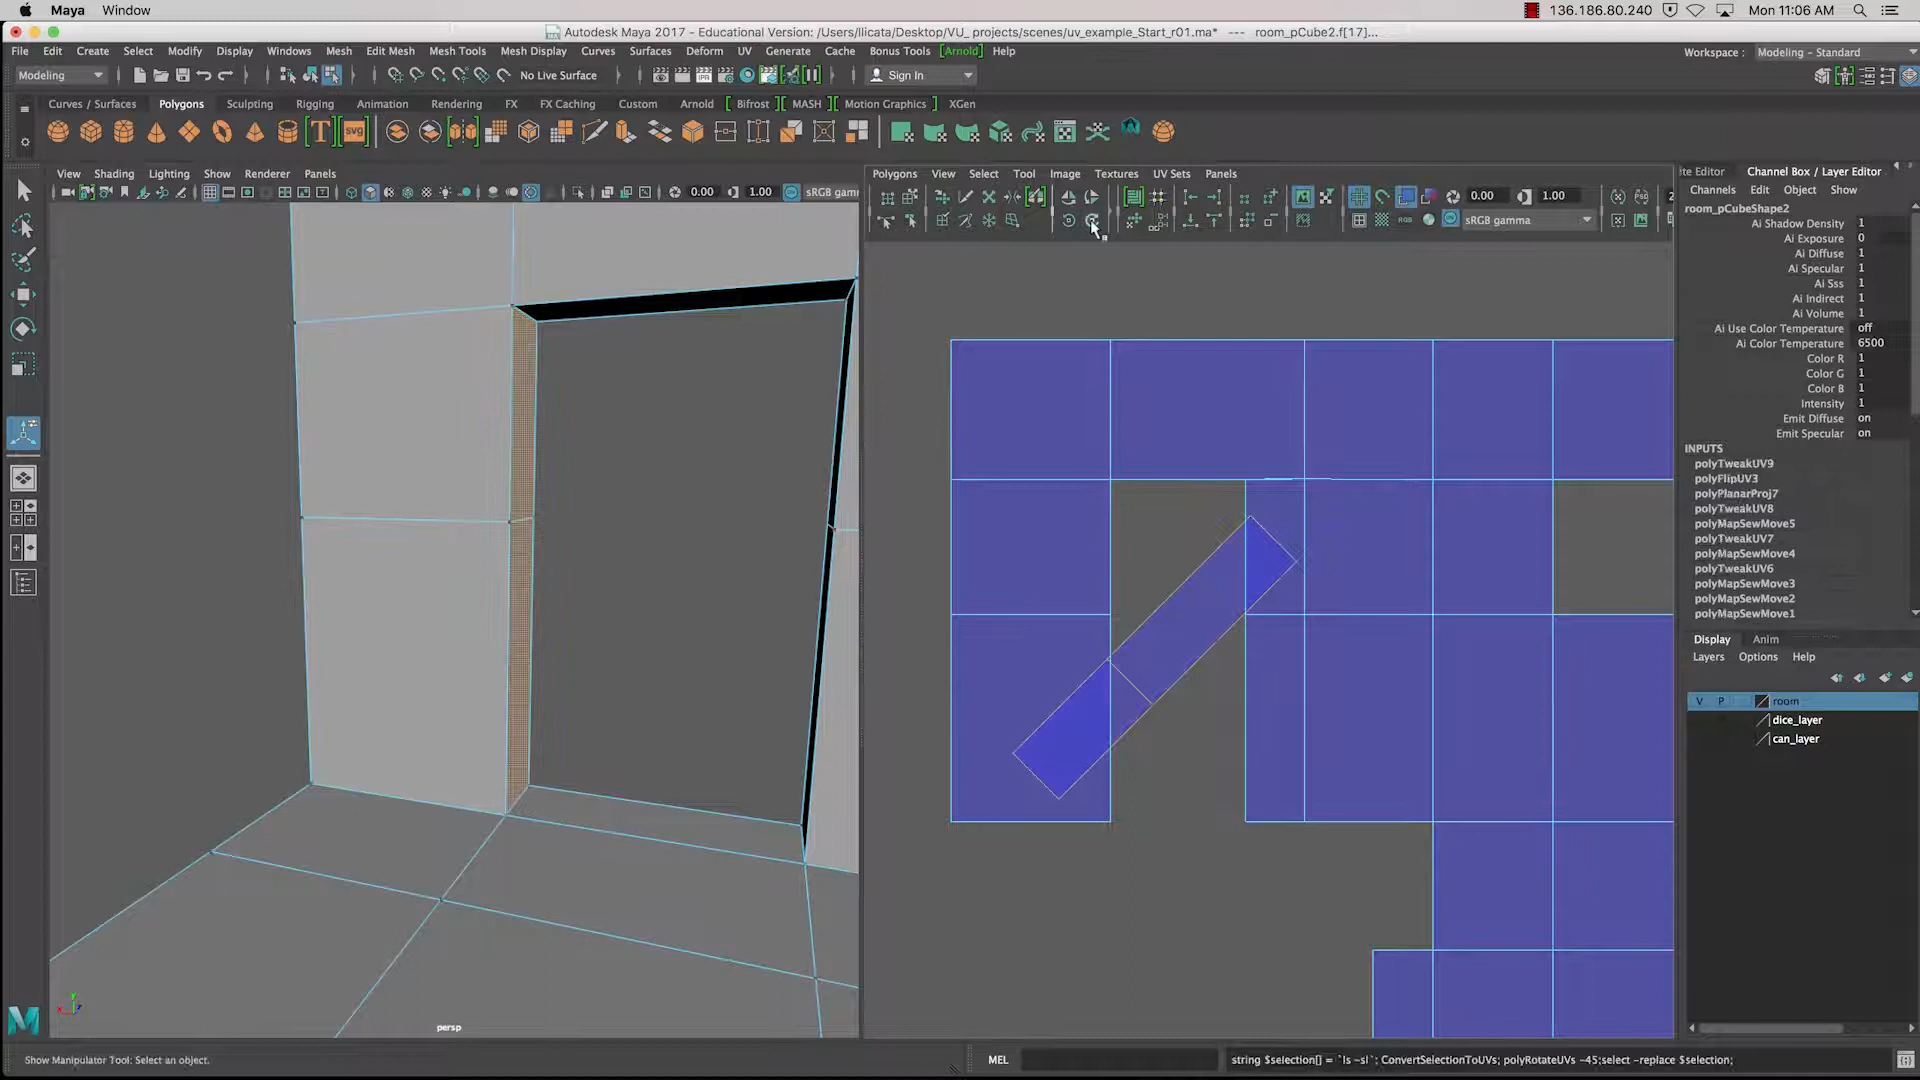 Maya Window 136.186.80.240 Mon 11:06 AM
Autodesk Maya 2017 - Educational Version: /Users/llicata/Desktop/VU_ projects/scenes/uv_example_Start_r01.ma* --- room_pCube2.f[17]...
File Edit Create Select Modify Display Windows Mesh Edit Mesh Mesh Tools Mesh Display Curves Surfaces Deform UV Generate Cache Bonus Tools [Arnold] Help Workspace : Modeling - Standard
Modeling No Live Surface Sign In
Curves / Surfaces Polygons Sculpting Rigging Animation Rendering FX FX Caching Custom Arnold [ Bifrost ] [ MASH ] [ Motion Graphics ] XGen
T SVG
View Shading Lighting Show Renderer Panels
0.00 1.00 sRGB gamm
Polygons View Select Tool Image Textures UV Sets Panels
0.00 1.00 2
RGB sRGB gamma
te Editor Channel Box / Layer Editor
Channels Edit Object Show
room_pCubeShape2
Ai Shadow Density 1
Ai Exposure 0
Ai Diffuse 1
Ai Specular 1
Ai Sss 1
Ai Indirect 1
Ai Volume 1
Ai Use Color Temperature off
Ai Color Temperature 6500
Color R 1
Color G 1
Color B 1
Intensity 1
Emit Diffuse on
Emit Specular on
INPUTS
polyTweakUV9
polyFlipUV3
polyPlanarProj7
polyTweakUV8
polyMapSewMove5
polyTweakUV7
polyMapSewMove4
polyTweakUV6
polyMapSewMove3
polyMapSewMove2
polyMapSewMove1
Display Anim
Layers Options Help
V P room
dice_layer
can_layer
persp
Show Manipulator Tool: Select an object.
MEL
string $selection[] = `ls -sl`; ConvertSelectionToUVs; polyRotateUVs -45;select -replace $selection;